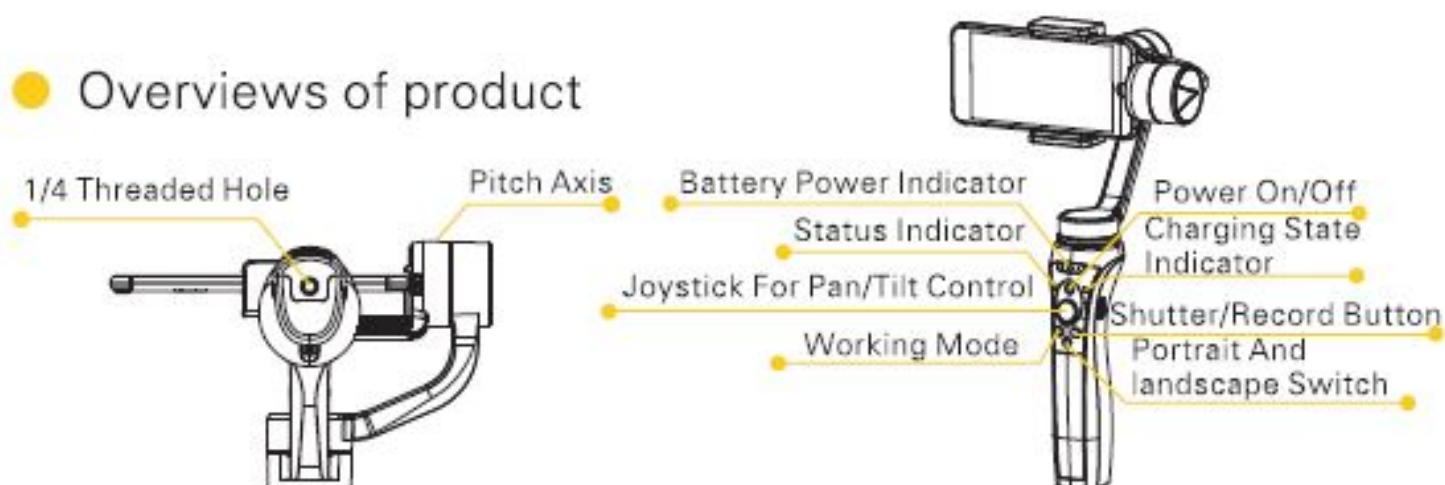 Overviews of product
1/4 Threaded Hole
Pitch Axis
Battery Power Indicator
Status Indicator
Joystick For Pan/Tilt Control
Working Mode
Power On/Off
Charging State
Indicator
Shutter/Record Button
Portrait And
landscape Switch